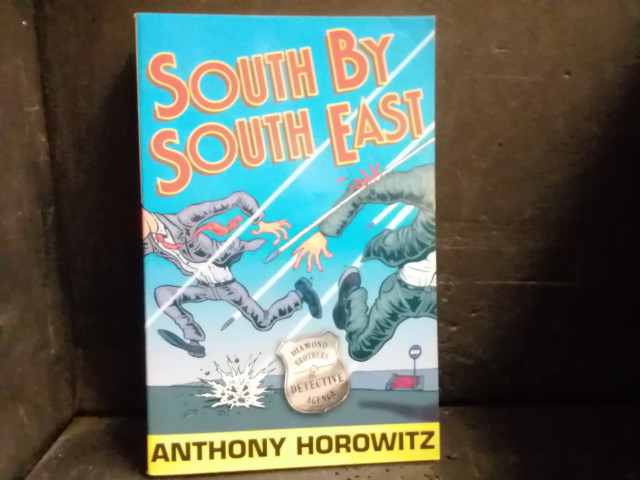 SOUTH BY
SOUTH EAST
DIAMOND
BROTHERS
DETECTIVE
AGENCY
ANTHONY HOROWITZ